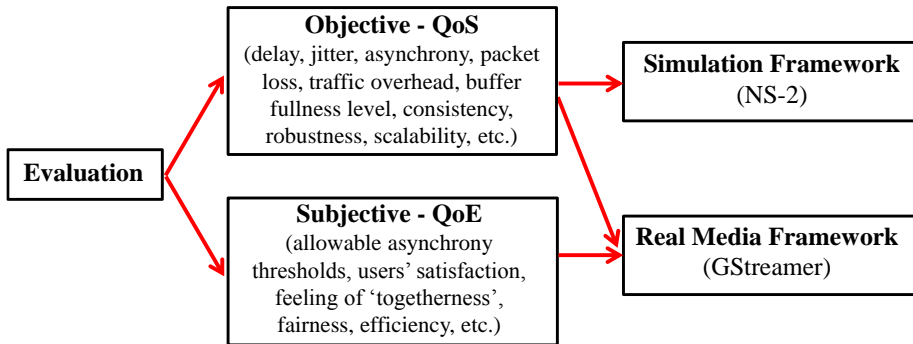 Objective - QoS
(delay, jitter, asynchrony, packet
loss, traffic overhead, buffer
fullness level, consistency,
robustness, scalability, etc.)
Simulation Framework
(NS-2)
Evaluation
Subjective - QoE
(allowable asynchrony
thresholds, users’ satisfaction,
feeling of ‘togetherness’,
fairness, efficiency, etc.)
Real Media Framework
(GStreamer)